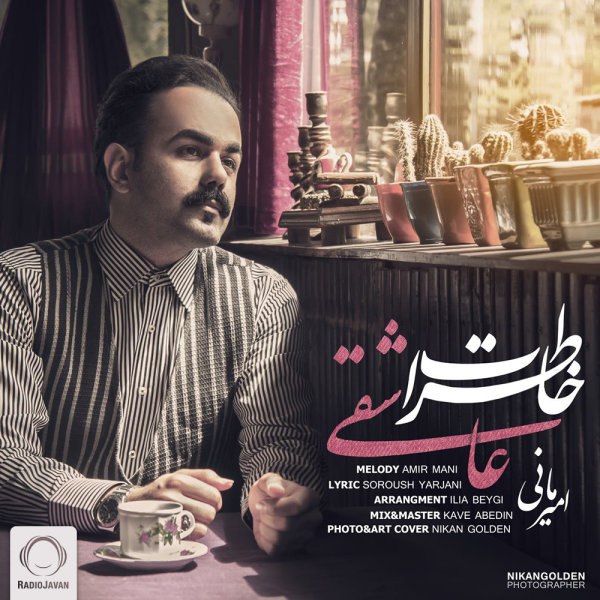 خاطرات
عاشقی
امیر مانی
MELODY AMIR MANI
LYRIC SOROUSH YARJANI
ARRANGMENT ILIA BEYGI
MIX&MASTER KAVE ABEDIN
PHOTO&ART COVER NIKAN GOLDEN
RADIOJAVAN
NIKANGOLDEN
PHOTOGRAPHER